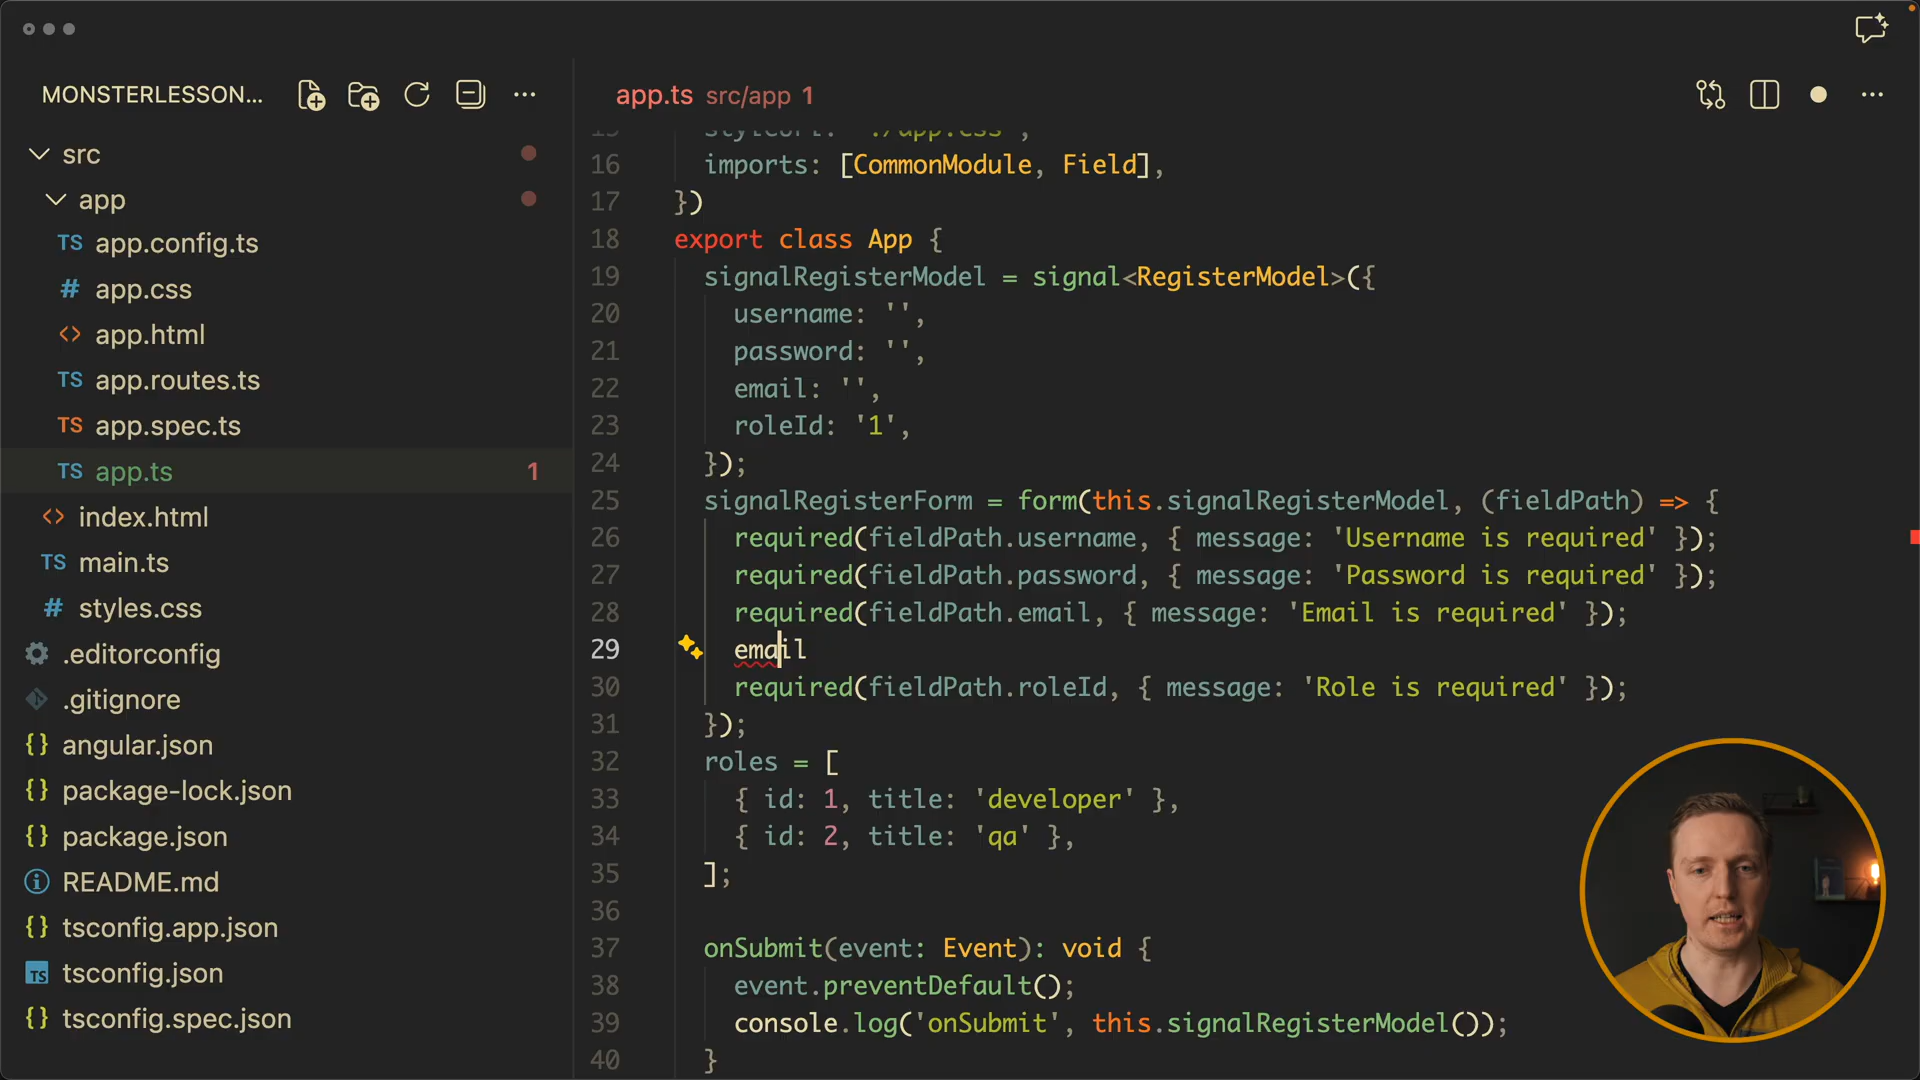 MONSTERLESSON...
src
app
TS app.config.ts
# app.css
<> app.html
TS app.routes.ts
TS app.spec.ts
TS app.ts 1
<> index.html
TS main.ts
# styles.css
.editorconfig
.gitignore
{} angular.json
{} package-lock.json
{} package.json
README.md
{} tsconfig.app.json
TS tsconfig.json
{} tsconfig.spec.json
app.ts src/app 1
15 styleUrl: './app.css',
16 imports: [CommonModule, Field],
17 })
18 export class App {
19 signalRegisterModel = signal<RegisterModel>({
20 username: '',
21 password: '',
22 email: '',
23 roleId: '1',
24 });
25 signalRegisterForm = form(this.signalRegisterModel, (fieldPath) => {
26 required(fieldPath.username, { message: 'Username is required' });
27 required(fieldPath.password, { message: 'Password is required' });
28 required(fieldPath.email, { message: 'Email is required' });
29 email
30 required(fieldPath.roleId, { message: 'Role is required' });
31 });
32 roles = [
33 { id: 1, title: 'developer' },
34 { id: 2, title: 'qa' },
35 ];
36
37 onSubmit(event: Event): void {
38 event.preventDefault();
39 console.log('onSubmit', this.signalRegisterModel());
40 }